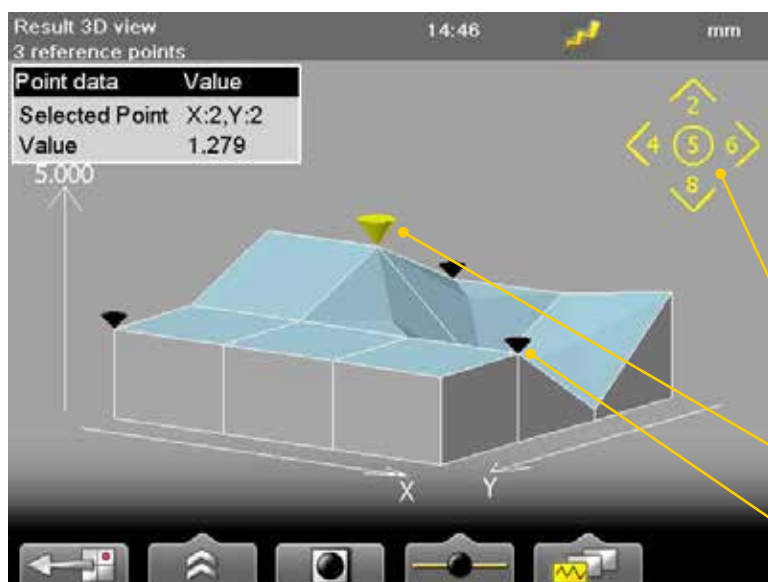 Result 3D view 14:46 mm
3 reference points
Point data Value
Selected Point X:2,Y:2
Value 1.279
5.000
2
4 5 6
8
X Y